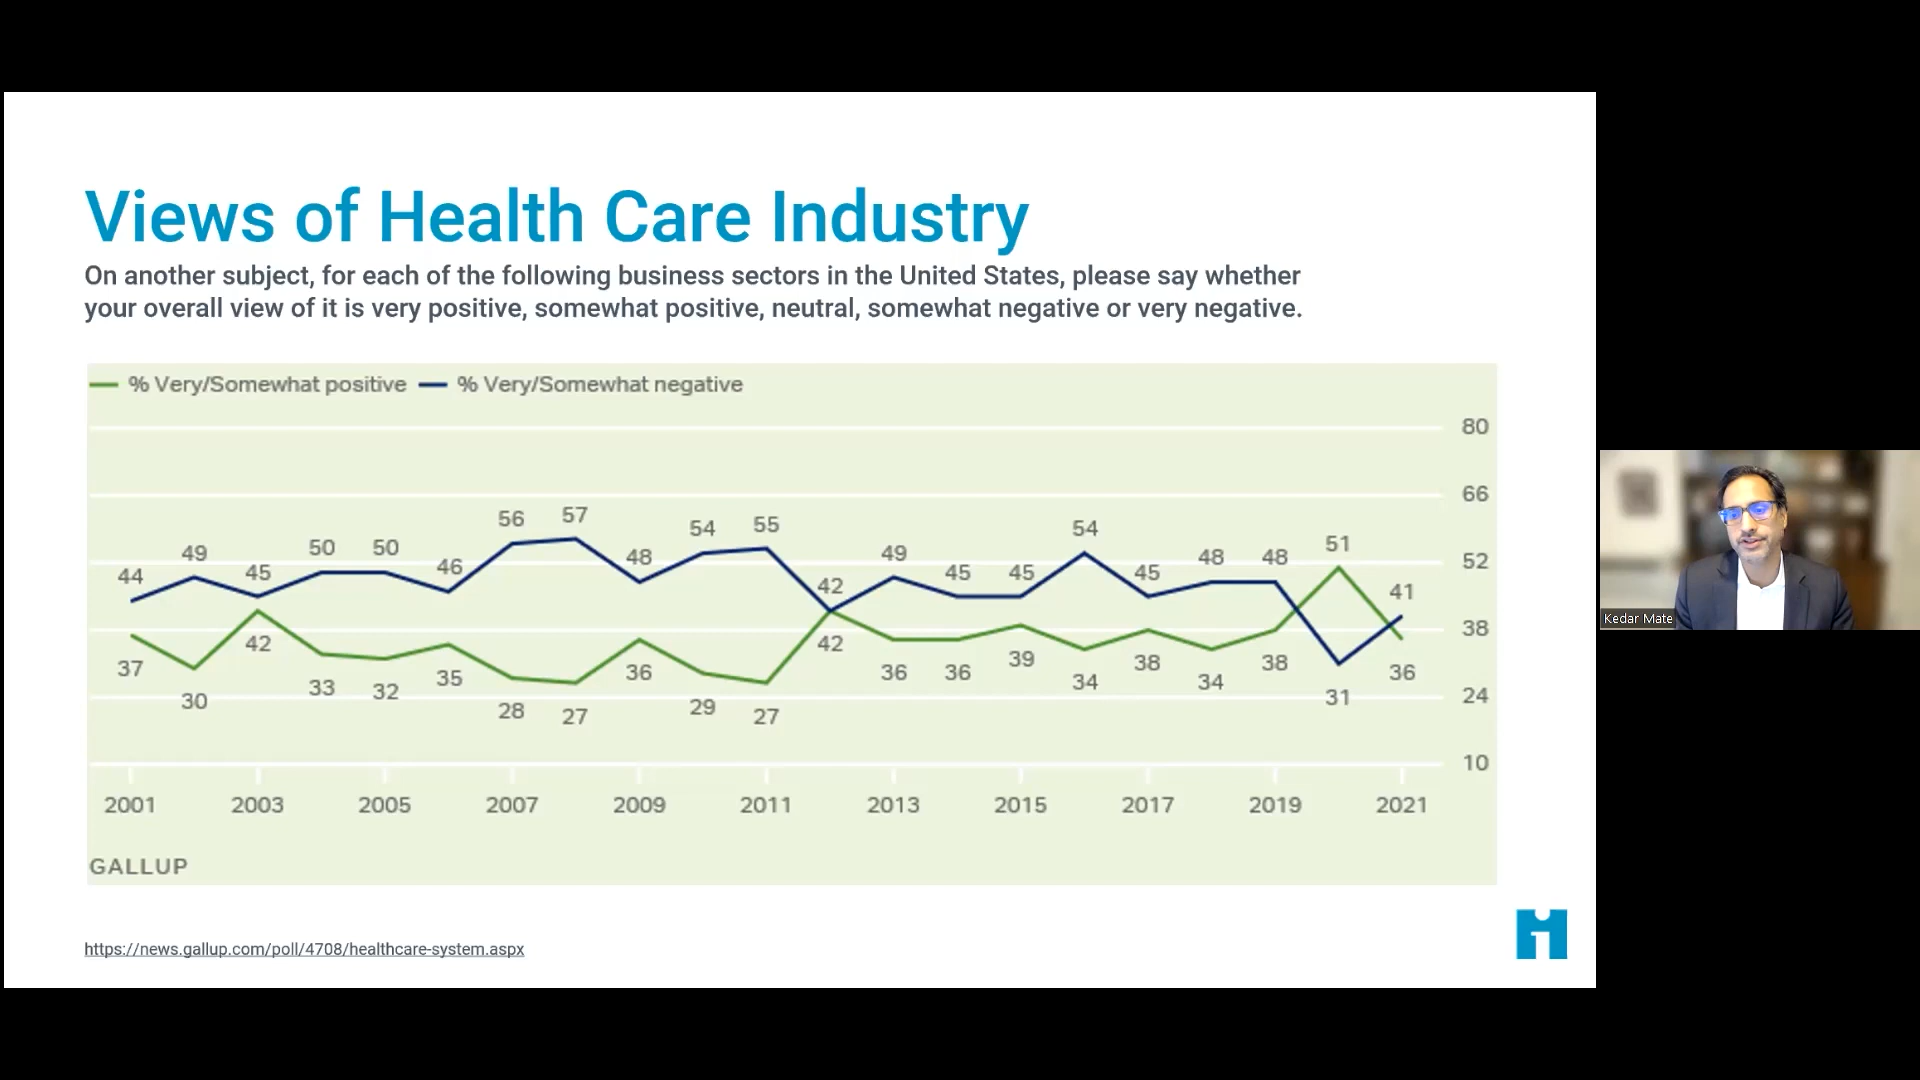 Views of Health Care Industry
On another subject, for each of the following business sectors in the United States, please say whether
your overall view of it is very positive, somewhat positive, neutral, somewhat negative or very negative.
% Very/Somewhat positive % Very/Somewhat negative
80
66
52
38
24
10
44 49 45 50 50 46 56 57 48 54 55 42 49 45 45 54 45 48 48 51 41
37 30 42 33 32 35 28 27 36 29 27 42 36 36 39 34 38 34 38 31 36
2001 2003 2005 2007 2009 2011 2013 2015 2017 2019 2021
GALLUP
https://news.gallup.com/poll/4708/healthcare-system.aspx
Kedar Mate